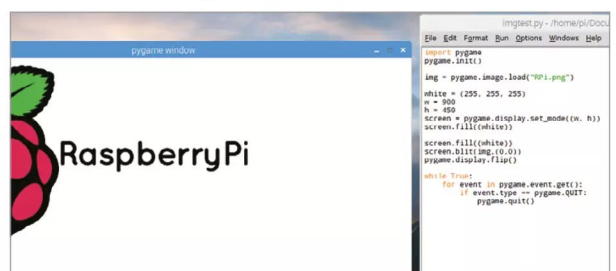 pygame window
RaspberryPi
imgtest.py - /home/pi/Docu
File Edit Format Run Options Windows Help
import pygame
pygame.init()
img = pygame.image.load("RPi.png")
white = (255, 255, 255)
w = 900
h = 450
screen = pygame.display.set_mode((w, h))
screen.fill((white))
screen.fill((white))
screen.blit(img,(0,0))
pygame.display.flip()
while True:
for event in pygame.event.get():
if event.type == pygame.QUIT:
pygame.quit()